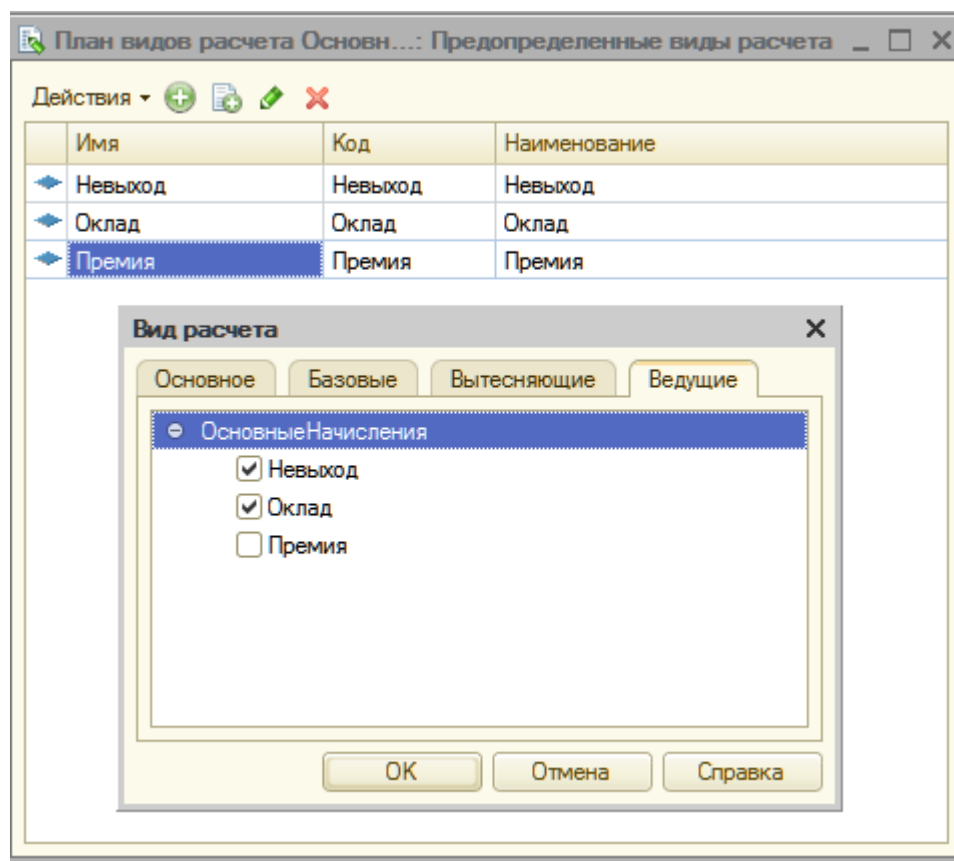 План видов расчета Основн...: Предопределенные виды расчета
Действия
Имя Код Наименование
Невыход Невыход Невыход
Оклад Оклад Оклад
Премия Премия Премия
Вид расчета
Основное Базовые Вытесняющие Ведущие
ОсновныеНачисления
Невыход
Оклад
Премия
OK Отмена Справка